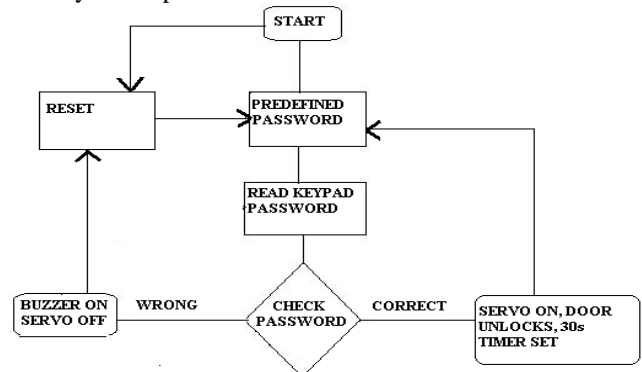 START
RESET
PREDEFINED
PASSWORD
READ KEYPAD
PASSWORD
BUZZER ON
SERVO OFF
WRONG
CHECK
PASSWORD
CORRECT
SERVO ON, DOOR
UNLOCKS, 30s
TIMER SET